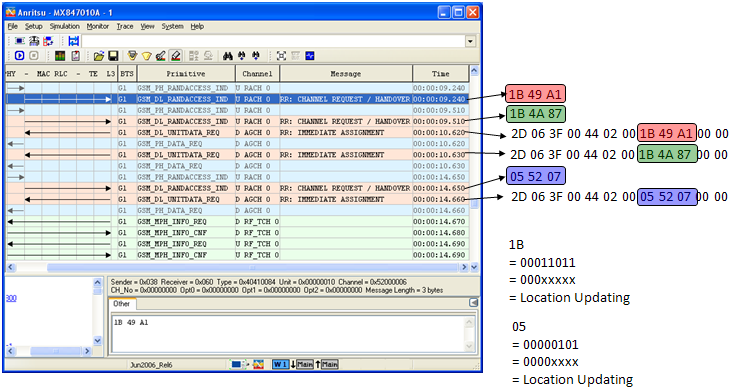 Anritsu - MX847010A - 1
File Setup Simulation Monitor Trace View System Help
PHY - MAC RLC - TE L3 BTS Primitive Channel Message Time
G1 GSM_PH_RANDACCESS_IND U RACH 0 00:00:09.240
G1 GSM_DL_RANDACCESS_IND U RACH 0 RR: CHANNEL REQUEST / HANDOVER 00:00:09.240 1B 49 A1
G1 GSM_PH_RANDACCESS_IND U RACH 0 00:00:09.510
G1 GSM_DL_RANDACCESS_IND U RACH 0 RR: CHANNEL REQUEST / HANDOVER 00:00:09.510 1B 4A 87
G1 GSM_DL_UNITDATA_REQ D AGCH 0 RR: IMMEDIATE ASSIGNMENT 00:00:10.620 2D 06 3F 00 44 02 00 1B 49 A1 00 00
G1 GSM_PH_DATA_REQ D AGCH 0 00:00:10.620
G1 GSM_DL_UNITDATA_REQ D AGCH 0 RR: IMMEDIATE ASSIGNMENT 00:00:10.630 2D 06 3F 00 44 02 00 1B 4A 87 00 00
G1 GSM_PH_DATA_REQ D AGCH 0 00:00:10.630
G1 GSM_PH_RANDACCESS_IND U RACH 0 00:00:14.650
G1 GSM_DL_RANDACCESS_IND U RACH 0 RR: CHANNEL REQUEST / HANDOVER 00:00:14.650 05 52 07
G1 GSM_DL_UNITDATA_REQ D AGCH 0 RR: IMMEDIATE ASSIGNMENT 00:00:14.660 2D 06 3F 00 44 02 00 05 52 07 00 00
G1 GSM_PH_DATA_REQ D AGCH 0 00:00:14.660
G1 GSM_MPH_INFO_REQ D RF_TCH 0 00:00:14.670
G1 GSM_MPH_INFO_CNF U RF_TCH 0 00:00:14.690
G1 GSM_MPH_INFO_REQ D RF_TCH 0 00:00:14.690
G1 GSM_MPH_INFO_CNF U RF_TCH 0 00:00:14.690
Sender = 0x038 Receiver = 0x060 Type = 0x40410084 Unit = 0x00000010 Channel = 0x52000006
CH_No = 0x00000000 Opt0 = 0x00000000 Opt1 = 0x00000000 Opt2 = 0x00000000 Message Length = 3 bytes
Other
300
1B 49 A1
Jun2006_Rel6 W 1 Main Main
1B
= 00011011
= 000xxxxx
= Location Updating
05
= 00000101
= 0000xxxx
= Location Updating